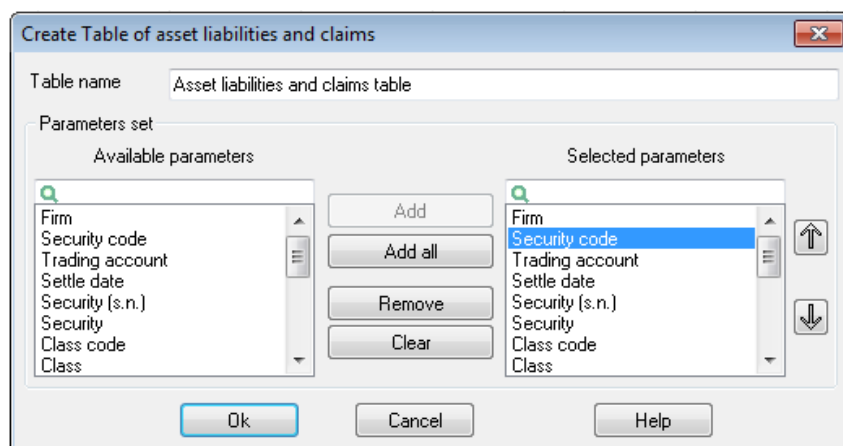 Create Table of asset liabilities and claims
Table name
Asset liabilities and claims table
Parameters set
Available parameters
Selected parameters
Firm
Security code
Trading account
Settle date
Security (s.n.)
Security
Class code
Class
Add
Add all
Remove
Clear
Firm
Security code
Trading account
Settle date
Security (s.n.)
Security
Class code
Class
Ok
Cancel
Help